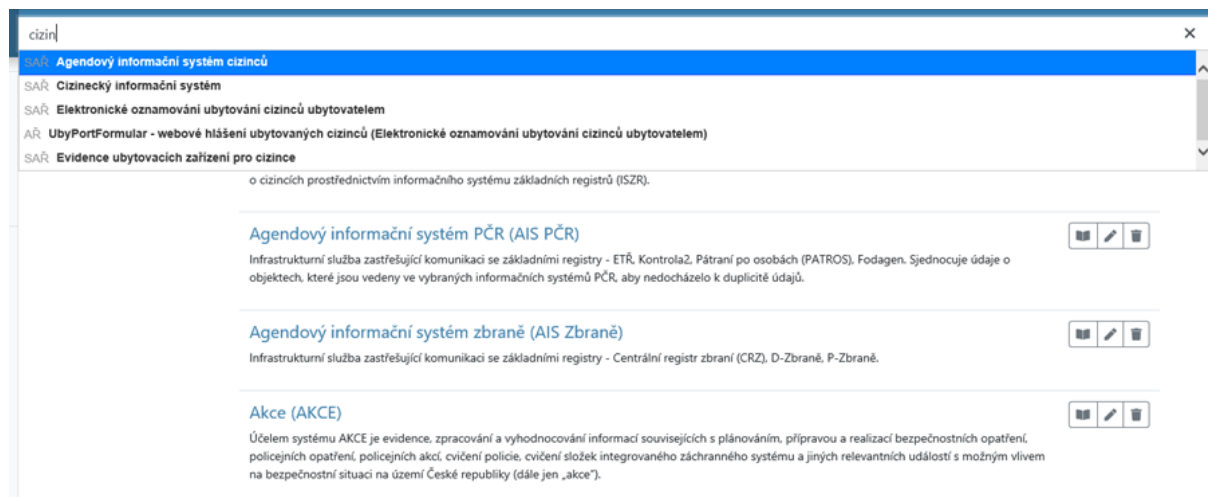 cizin
SAŘ Agendový informační systém cizinců
SAŘ Cizinecký informační systém
SAŘ Elektronické oznamování ubytování cizinců ubytovatelem
AŘ UbyPortFormular - webové hlášení ubytovaných cizinců (Elektronické oznamování ubytování cizinců ubytovatelem)
SAŘ Evidence ubytovacích zařízení pro cizince
o cizincích prostřednictvím informačního systému základních registrů (ISZR).
Agendový informační systém PČR (AIS PČR)
Infrastrukturní služba zastřešující komunikaci se základními registry - ETŘ, Kontrola2, Pátraní po osobách (PATROS), Fodagen. Sjednocuje údaje o
objektech, které jsou vedeny ve vybraných informačních systémů PČR, aby nedocházelo k duplicitě údajů.
Agendový informační systém zbraně (AIS Zbraně)
Infrastrukturní služba zastřešující komunikaci se základními registry - Centrální registr zbraní (CRZ), D-Zbraně, P-Zbraně.
Akce (AKCE)
Účelem systému AKCE je evidence, zpracování a vyhodnocování informací souvisejících s plánováním, přípravou a realizací bezpečnostních opatření,
policejních opatření, policejních akcí, cvičení policie, cvičení složek integrovaného záchranného systému a jiných relevantních událostí s možným vlivem
na bezpečnostní situaci na území České republiky (dále jen „akce").